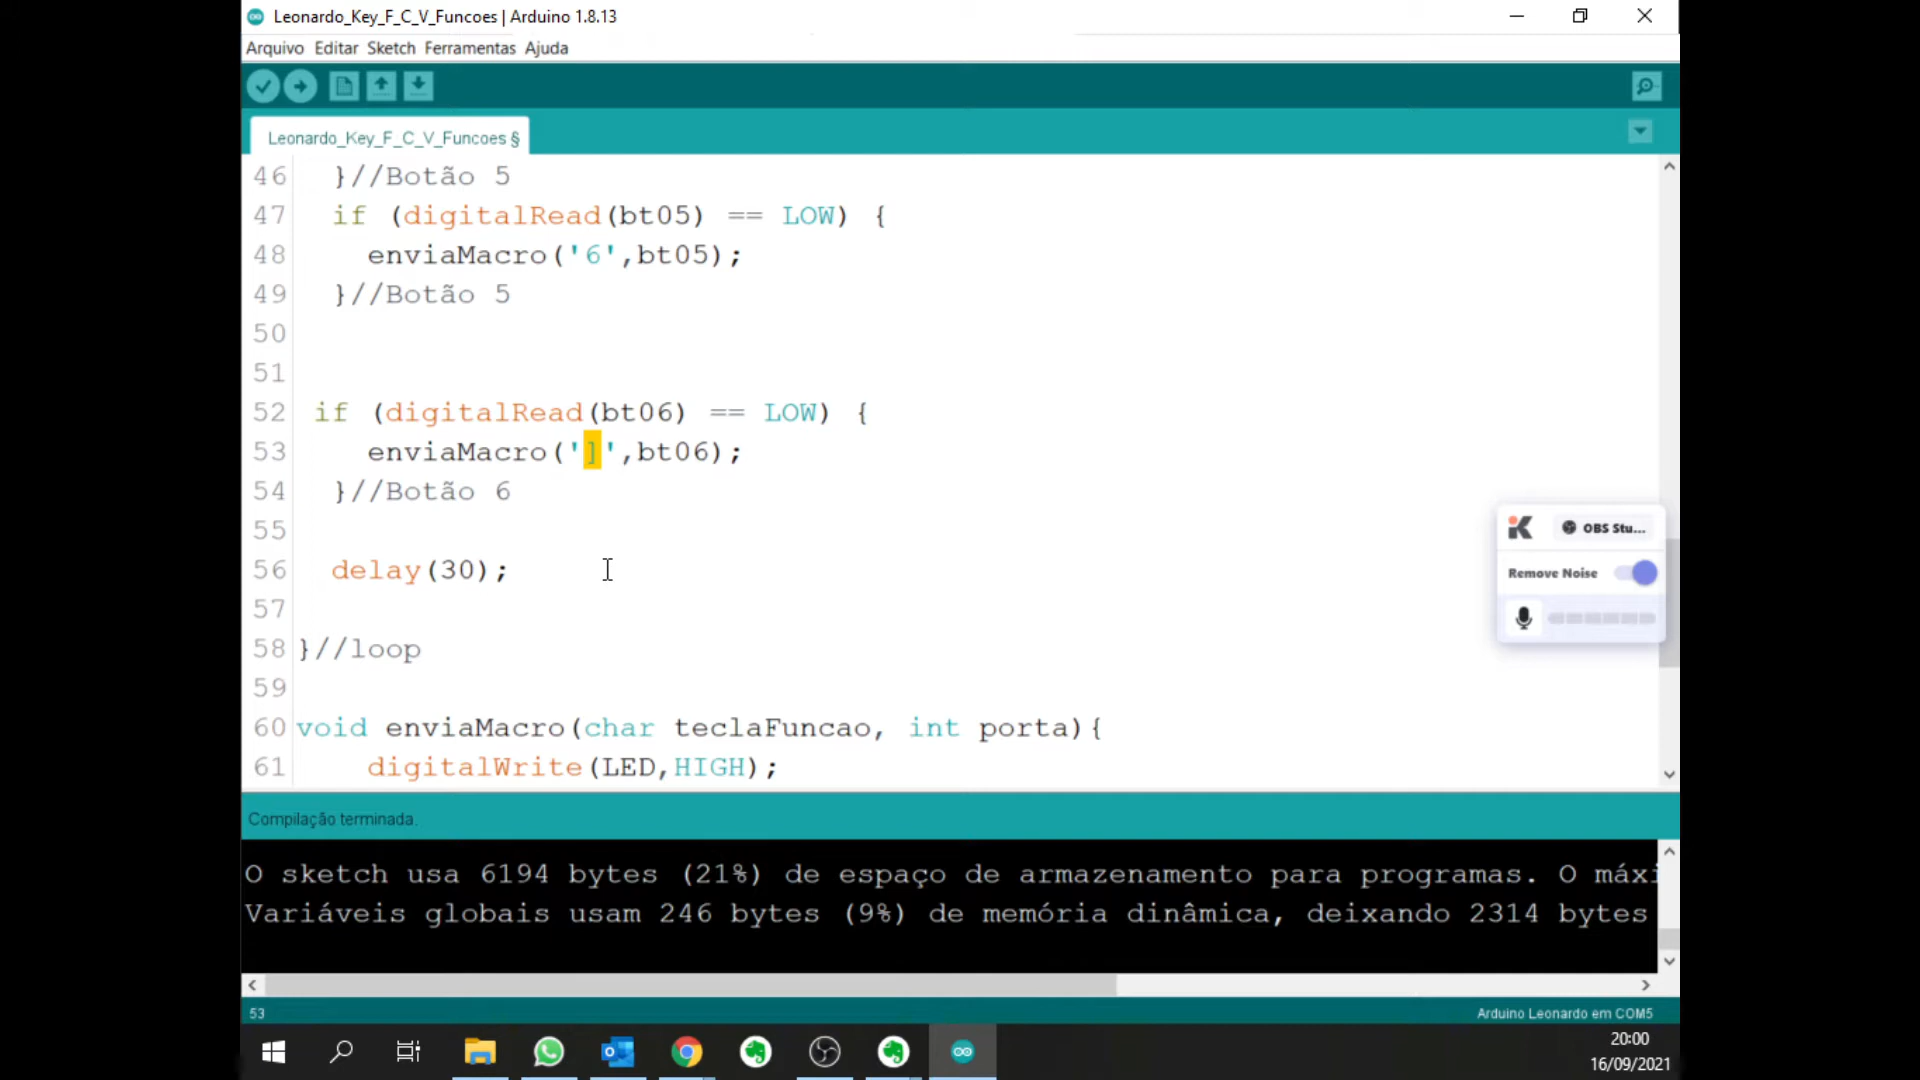 Leonardo_Key_F_C_V_Funcoes | Arduino 1.8.13
Arquivo Editar Sketch Ferramentas Ajuda
Leonardo_Key_F_C_V_Funcoes §
46 }//Botão 5
47 if (digitalRead(bt05) == LOW) {
48 enviaMacro('6',bt05);
49 }//Botão 5
50
51
52 if (digitalRead(bt06) == LOW) {
53 enviaMacro(']',bt06);
54 }//Botão 6
55
OBS Stu...
56 delay(30);
Remove Noise
57
58 }//loop
59
60 void enviaMacro(char teclaFuncao, int porta){
61 digitalWrite(LED,HIGH);
Compilação terminada.
O sketch usa 6194 bytes (21%) de espaço de armazenamento para programas. O máxi
Variáveis globais usam 246 bytes (9%) de memória dinâmica, deixando 2314 bytes
53
Arduino Leonardo em COM5
20:00
16/09/2021